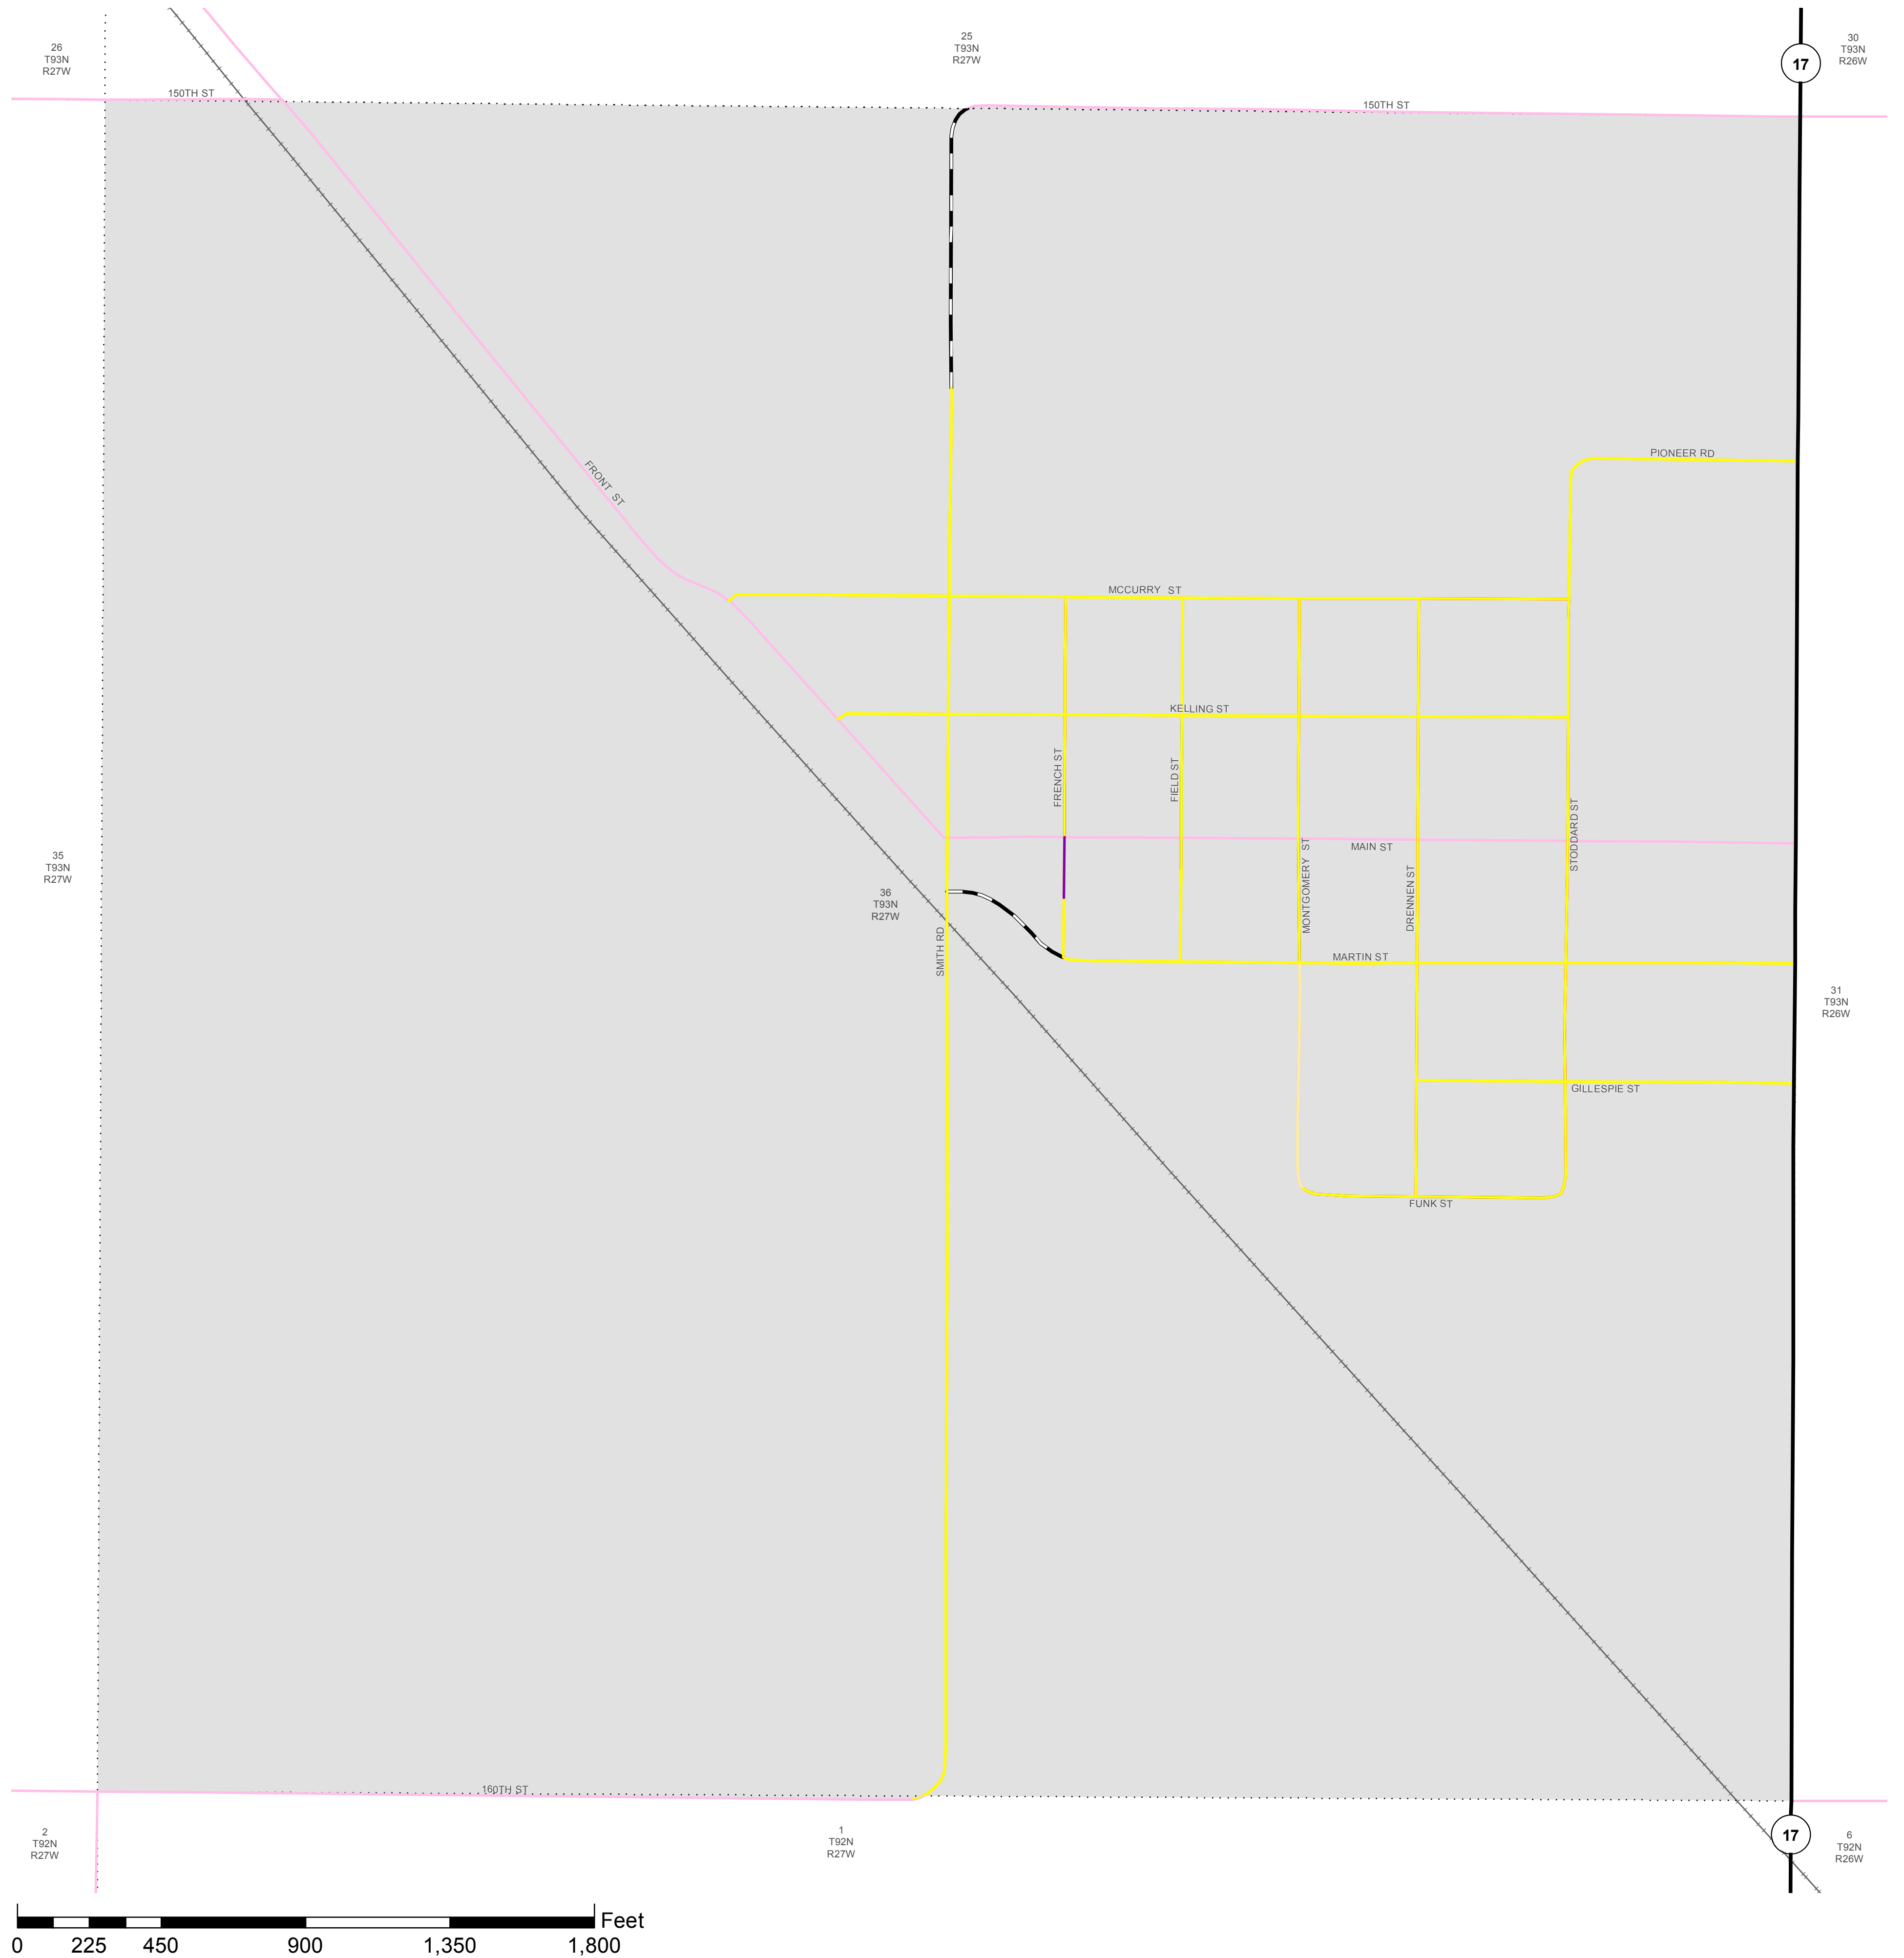 26
T93N
R27W
25
T93N
R27W
30
T93N
R26W
17
150TH ST
150TH ST
PIONEER RD
FRONT ST
MCCURRY ST
KELLING ST
FRENCH ST
FIELD ST
STODDARD ST
MAIN ST
MONTGOMERY ST
DRENNEN ST
35
T93N
R27W
36
T93N
R27W
SMITH RD
MARTIN ST
31
T93N
R26W
GILLESPIE ST
FUNK ST
160TH ST
2
T92N
R27W
1
T92N
R27W
17
6
T92N
R26W
Feet
0 225 450 900 1,350 1,800